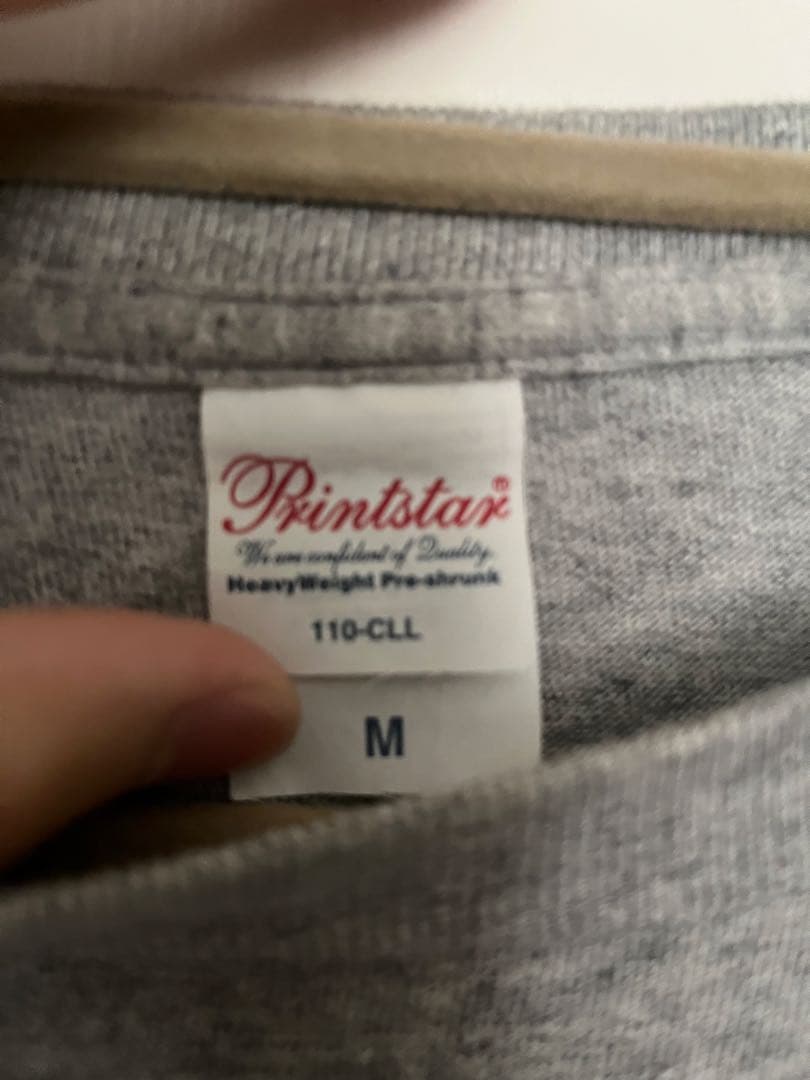 Printstar®
We are confident of Quality.
HeavyWeight Pre-shrunk
110-CLL
M